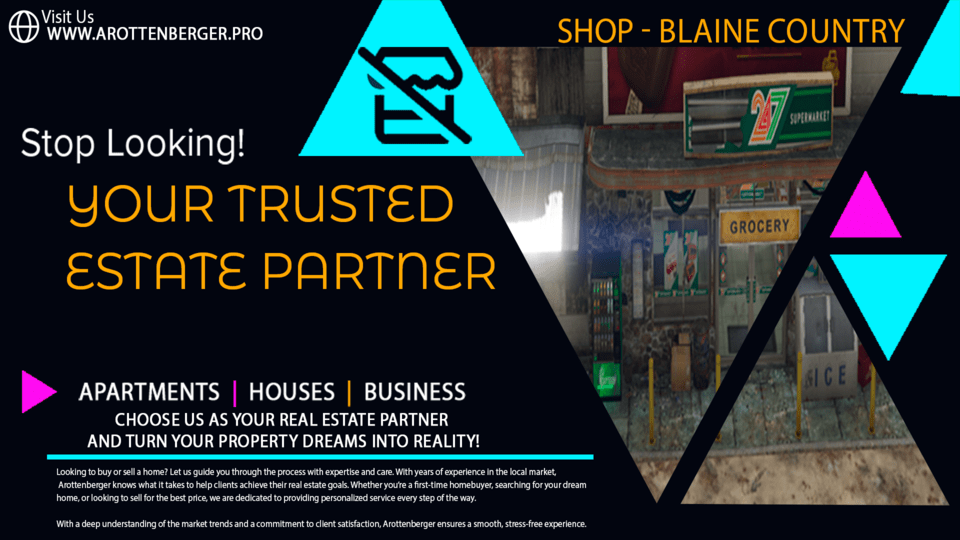 Visit Us
WWW.AROTTENBERGER.PRO
SHOP - BLAINE COUNTRY
24/7
SUPERMARKET
Stop Looking!
YOUR TRUSTED
ESTATE PARTNER
GROCERY
ICE
APARTMENTS | HOUSES | BUSINESS
CHOOSE US AS YOUR REAL ESTATE PARTNER
AND TURN YOUR PROPERTY DREAMS INTO REALITY!
Looking to buy or sell a home? Let us guide you through the process with expertise and care. With years of experience in the local market,
Arottenberger knows what it takes to help clients achieve their real estate goals. Whether you're a first-time homebuyer, searching for your dream
home, or looking to sell for the best price, we are dedicated to providing personalized service every step of the way.
With a deep understanding of the market trends and a commitment to client satisfaction, Arottenberger ensures a smooth, stress-free experience.